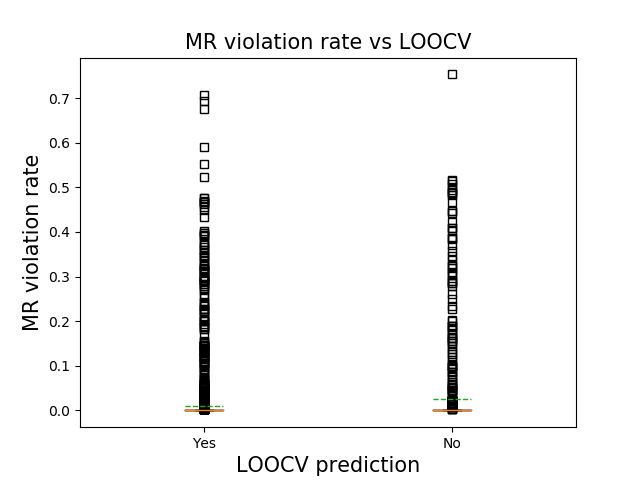 MR violation rate vs LOOCV
MR violation rate
0.7
0.6
0.5
0.4
0.3
0.2
0.1
0.0
Yes
No
LOOCV prediction